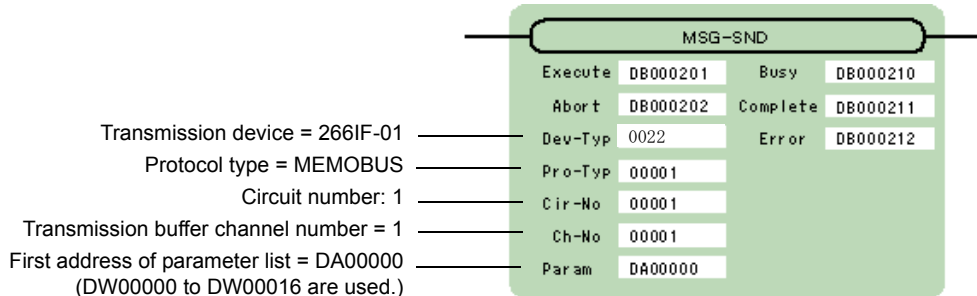 MSG-SND
Execute DB000201 Busy DB000210
Abort DB000202 Complete DB000211
Transmission device = 266IF-01 Dev-Typ 0022 Error DB000212
Protocol type = MEMOBUS Pro-Typ 00001
Circuit number: 1 Cir-No 00001
Transmission buffer channel number = 1 Ch-No 00001
First address of parameter list = DA00000 Param DA00000
(DW00000 to DW00016 are used.)